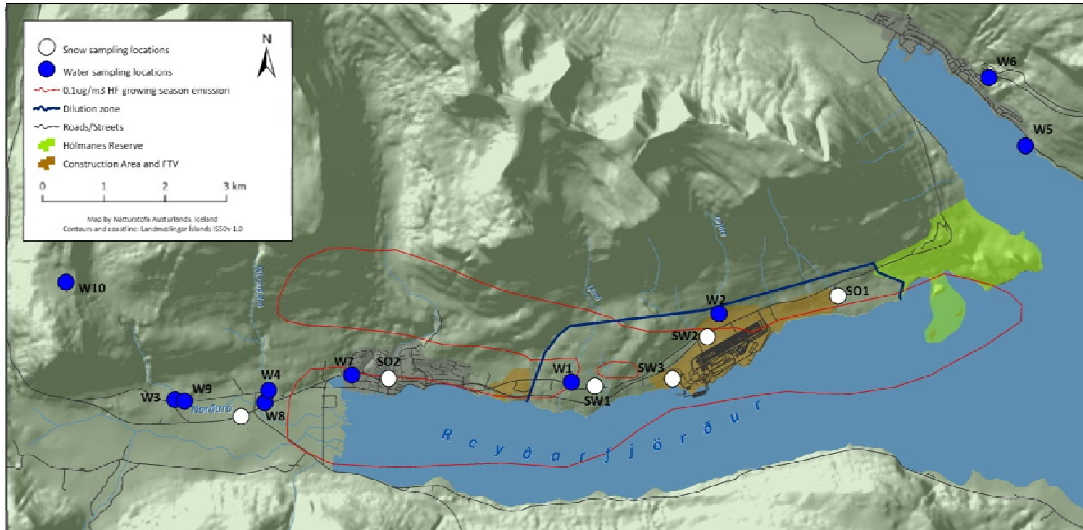 N
Snow sampling locations
Water sampling locations
0.1ug/m3 HF growing season emission
Dilution zone
Roads/Streets
Hólmanes Reserve
Construction Area and FTV
0 1 2 3 km
Map by Náttúrustofa Austurlands, Iceland
Contours and coastline: Landmælingar Íslands IS50v 1.0
W6
W5
W10
W2
SO1
SW2
W7
SO2
W4
W1
SW3
W3
W9
SW1
W8
Norðurá
Reyðarfjörður